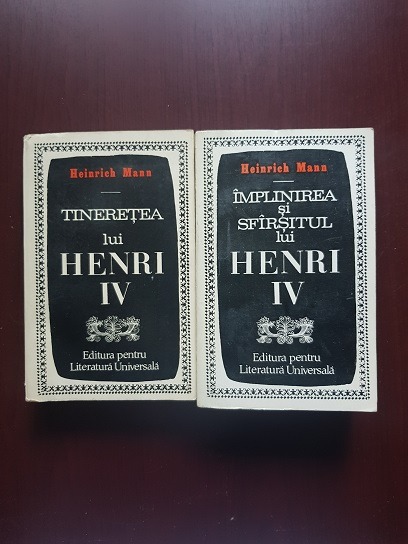 Heinrich Mann
TINEREȚEA
lui
HENRI
IV
Editura pentru
Literatură Universală
Heinrich Mann
ÎMPLINIREA
și
SFÎRȘITUL
lui
HENRI
IV
Editura pentru
Literatură Universală